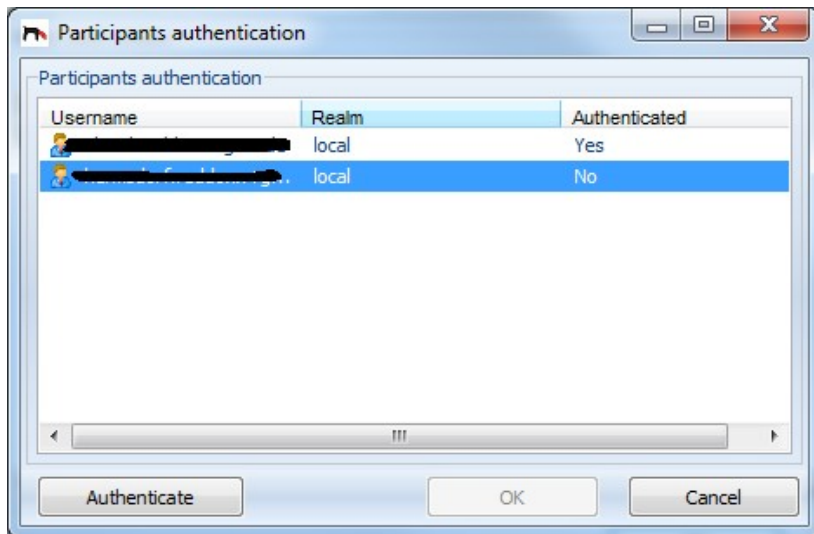 Participants authentication
Participants authentication
Username Realm Authenticated
local Yes
local No
Authenticate OK Cancel